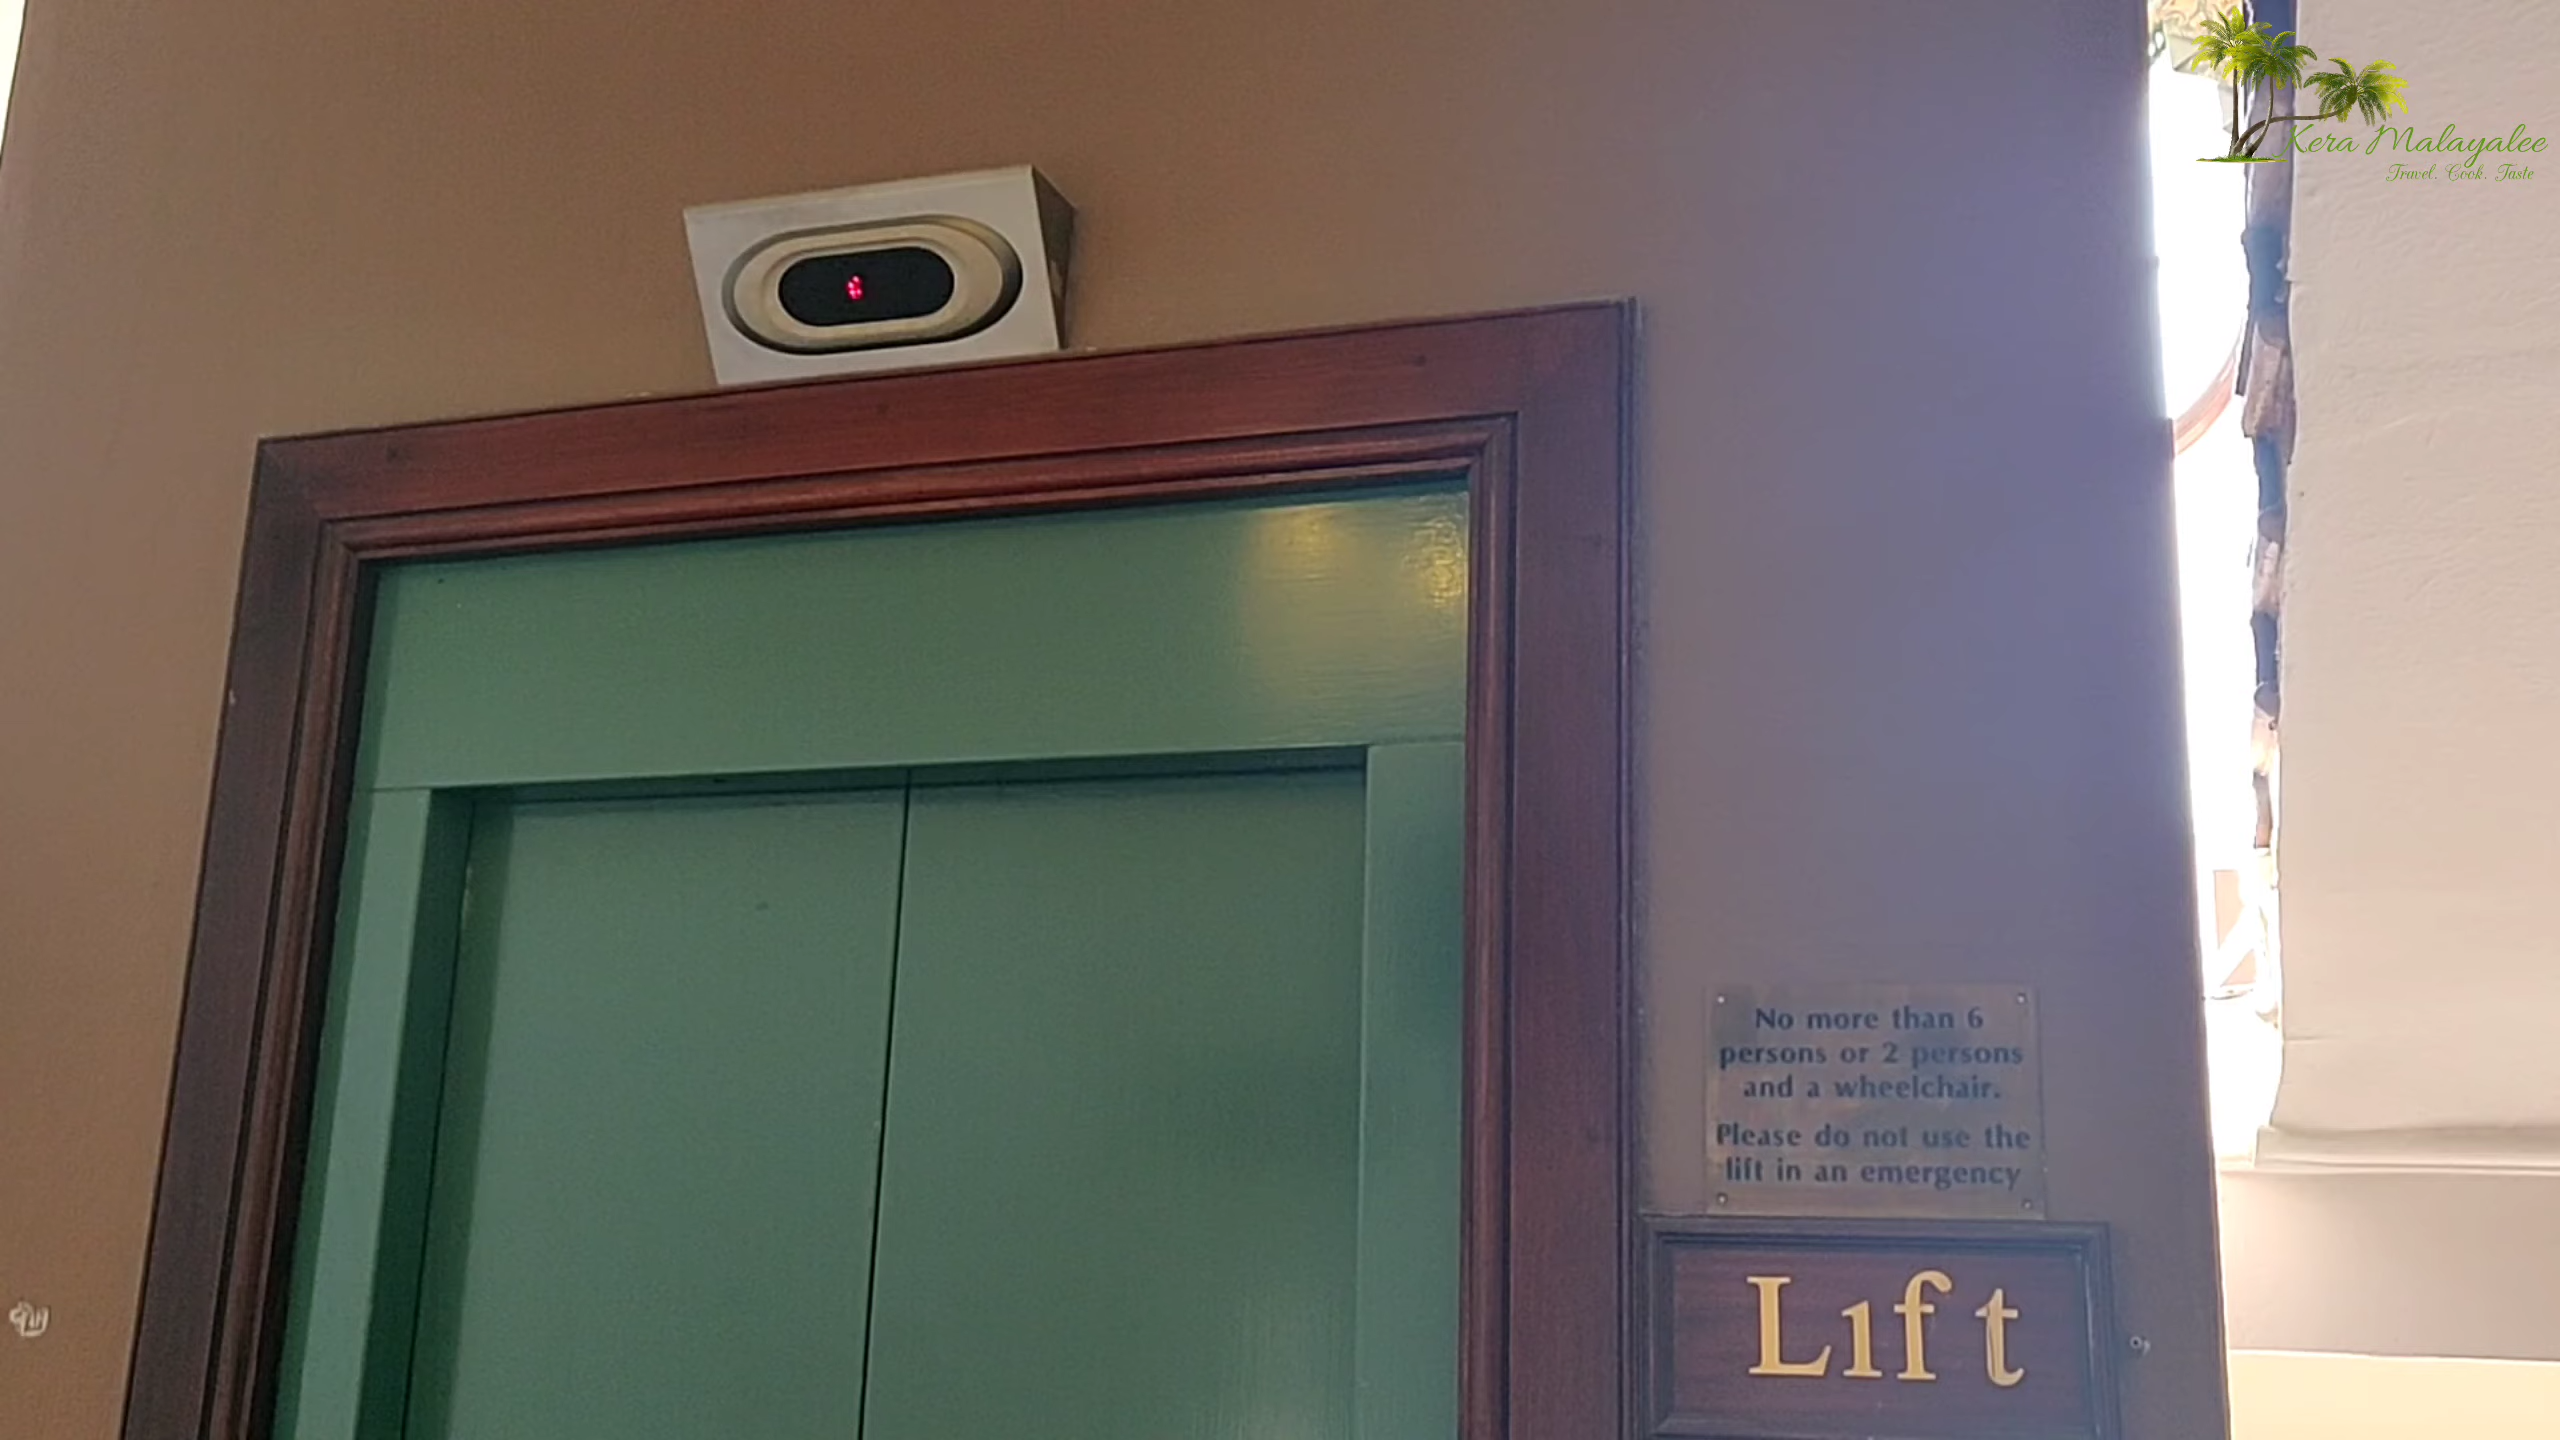 Kera Malayalee
Travel. Cook. Taste
No more than 6
persons or 2 persons
and a wheelchair.
Please do not use the
lift in an emergency
Lift